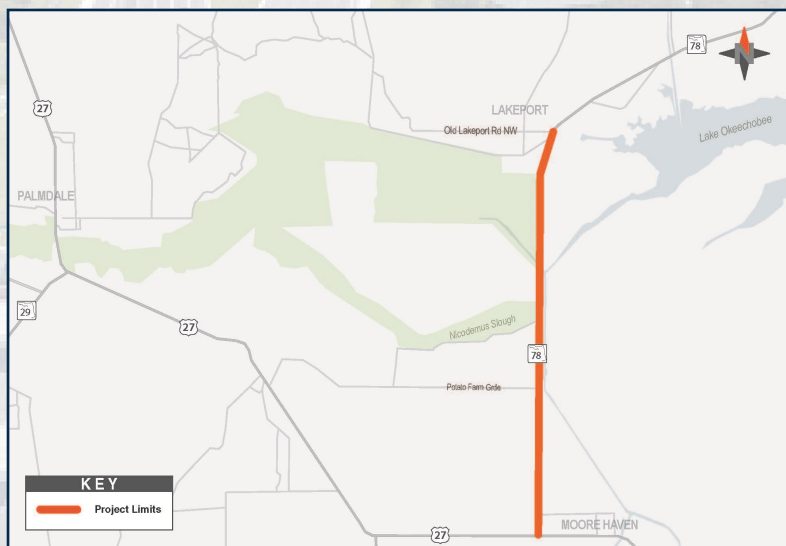 78
N
27
LAKEPORT
Old Lakeport Rd NW
Lake Okeechobee
PALMDALE
29
27
Nicodemus Slough
78
Potato Farm Grde
KEY
Project Limits
27
MOORE HAVEN